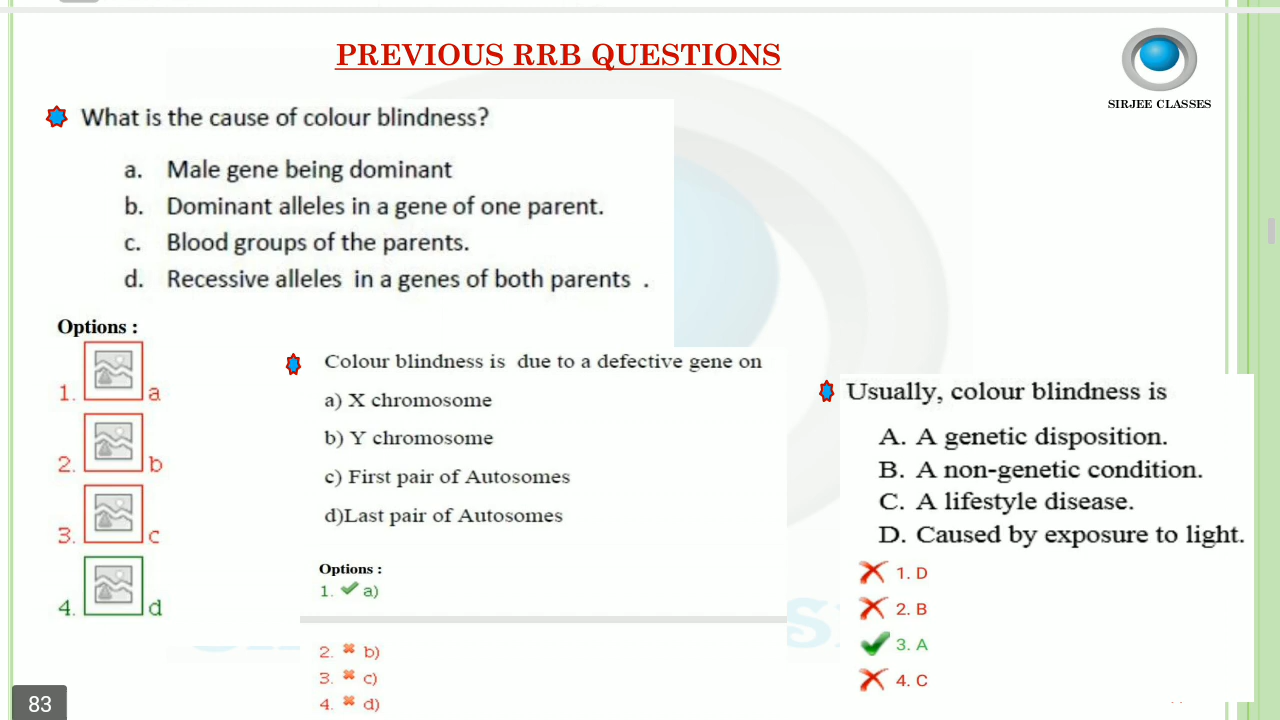 PREVIOUS RRB QUESTIONS
SIRJEE CLASSES
What is the cause of colour blindness?
a. Male gene being dominant
b. Dominant alleles in a gene of one parent.
c. Blood groups of the parents.
d. Recessive alleles in a genes of both parents .
Options :
1. a
2. b
3. c
4. d
Colour blindness is due to a defective gene on
a) X chromosome
b) Y chromosome
c) First pair of Autosomes
d)Last pair of Autosomes
Options :
1. a)
2. b)
3. c)
4. d)
Usually, colour blindness is
A. A genetic disposition.
B. A non-genetic condition.
C. A lifestyle disease.
D. Caused by exposure to light.
1. D
2. B
3. A
4. C
83